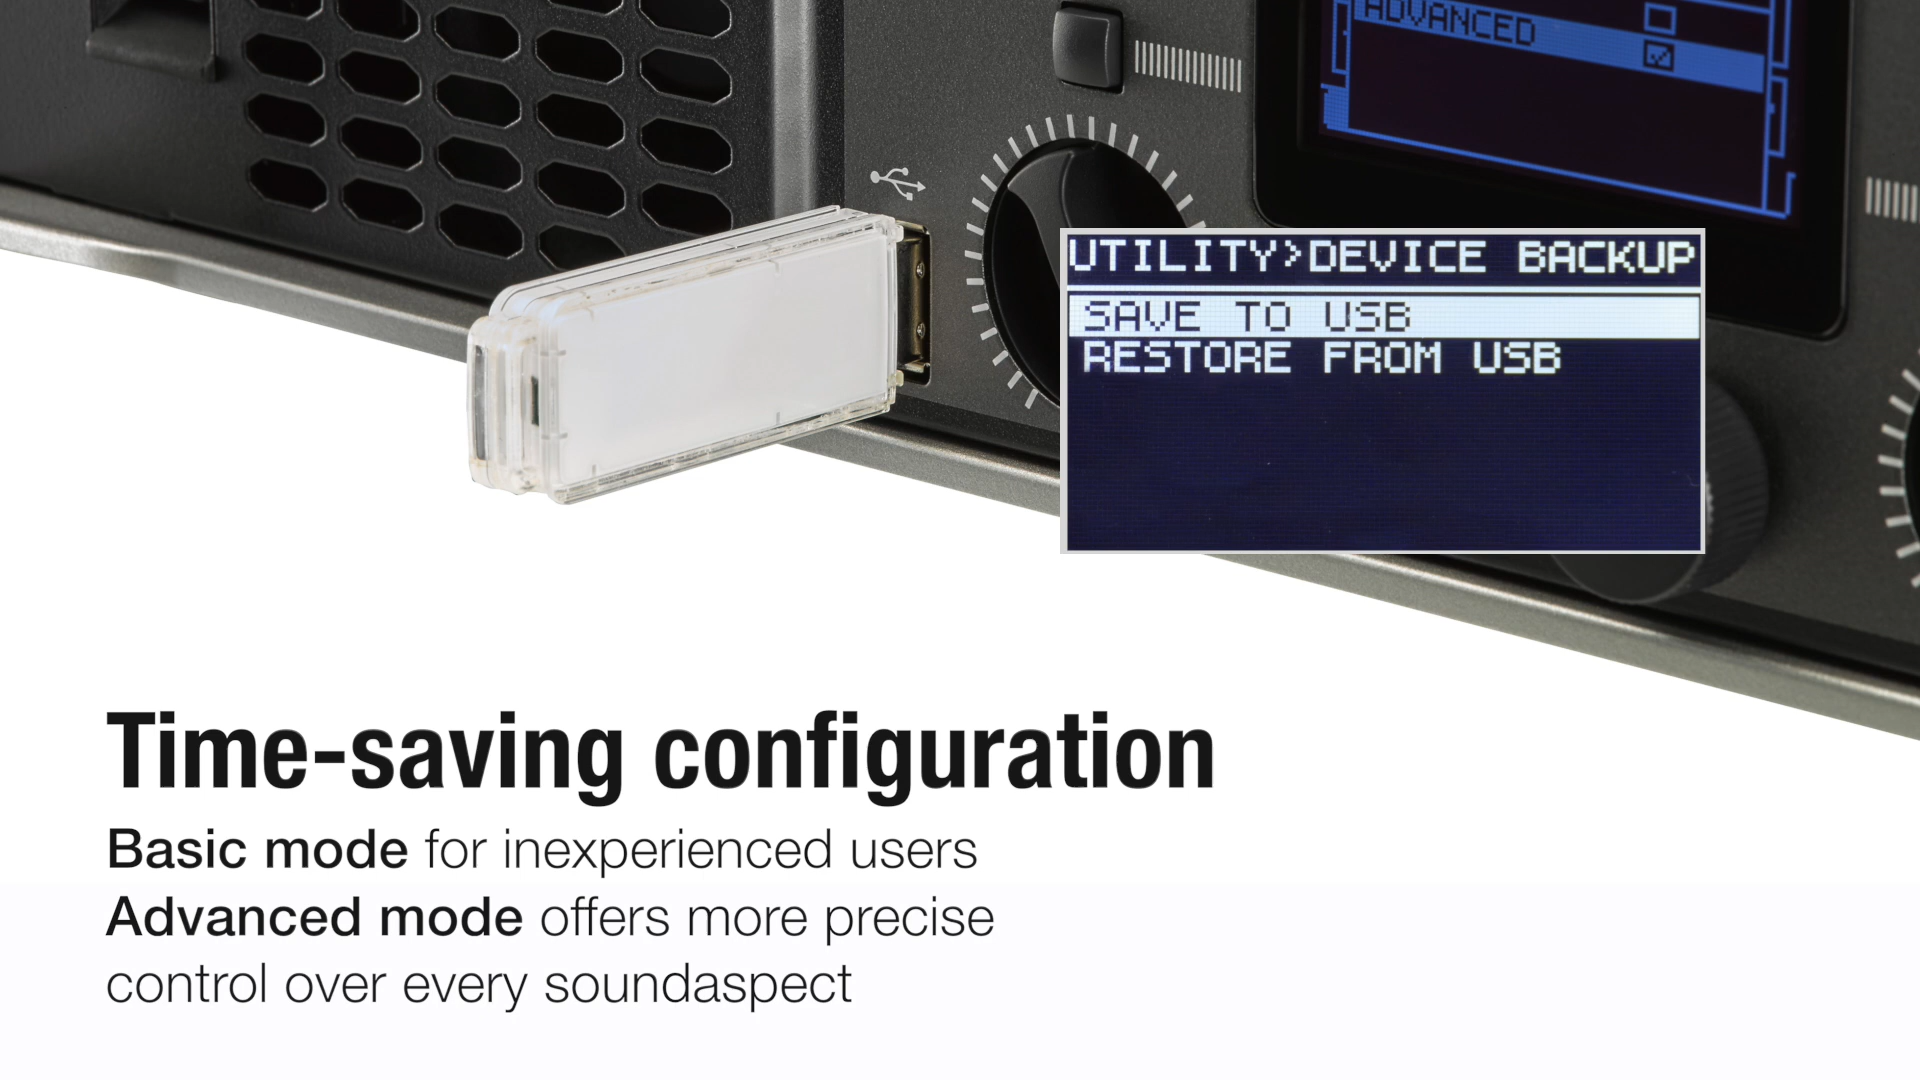 ADVANCED
UTILITY>DEVICE BACKUP
SAVE TO USB
RESTORE FROM USB
Time-saving configuration
Basic mode for inexperienced users
Advanced mode offers more precise
control over every soundaspect